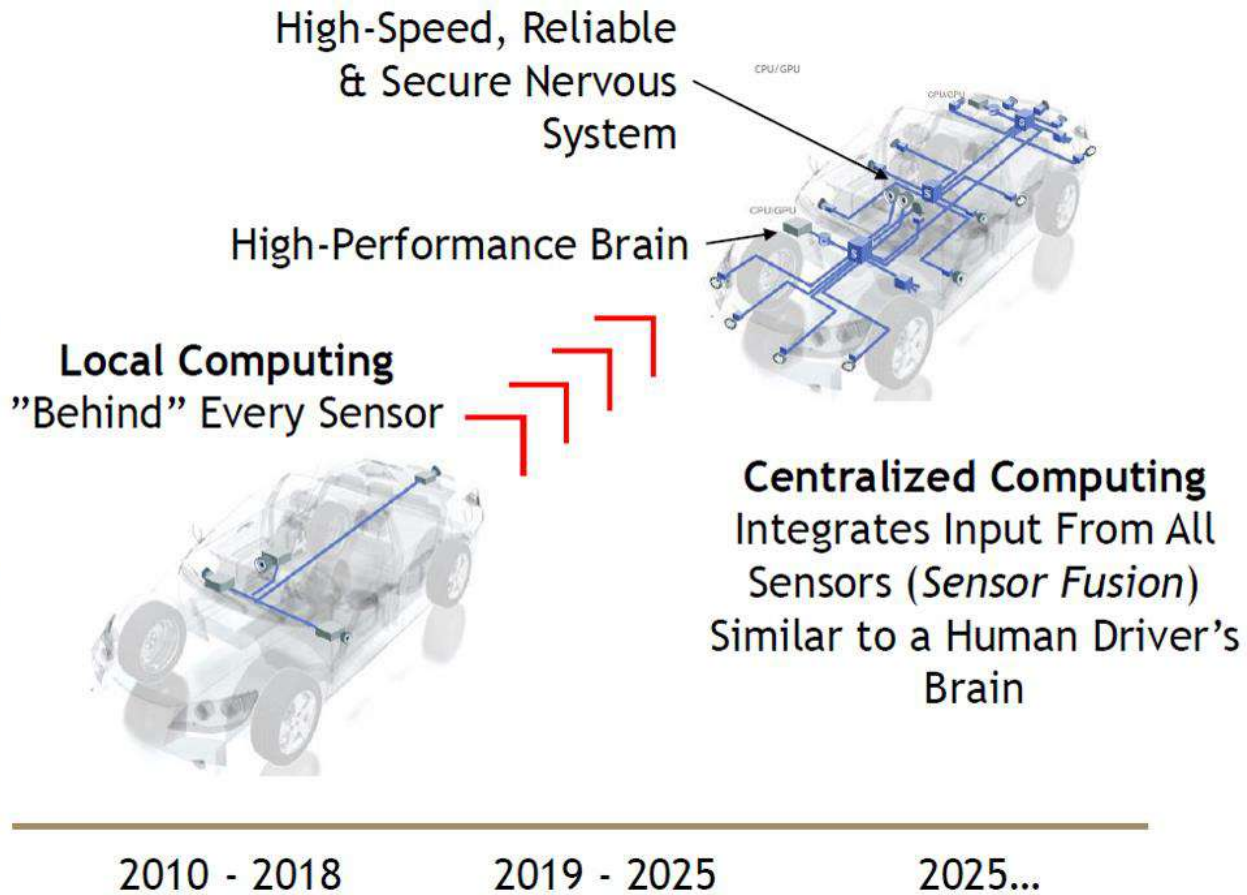 High-Speed, Reliable
& Secure Nervous
System
CPU/GPU
CPU/GPU
CPU/GPU
High-Performance Brain
Local Computing
”Behind” Every Sensor
Centralized Computing
Integrates Input From All
Sensors (Sensor Fusion)
Similar to a Human Driver’s
Brain
2010 - 2018
2019 - 2025
2025...